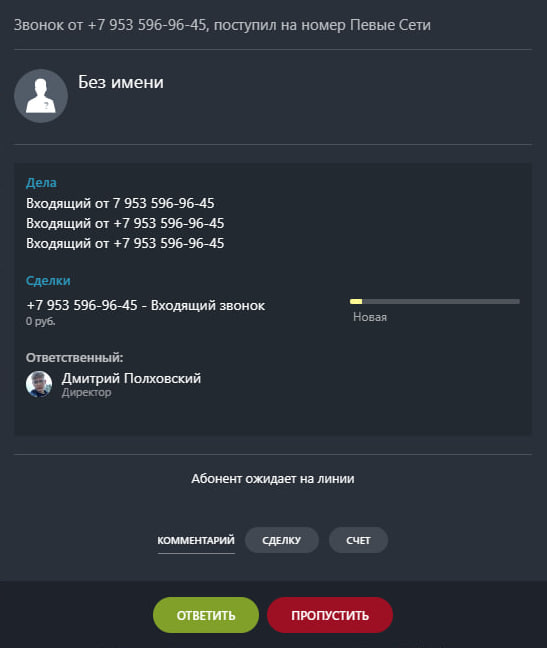 Звонок от +7 953 596-96-45, поступил на номер Певые Сети
Без имени
Дела
Входящий от 7 953 596-96-45
Входящий от +7 953 596-96-45
Входящий от +7 953 596-96-45
Сделки
+7 953 596-96-45 - Входящий звонок
0 руб.
Новая
Ответственный:
Дмитрий Полховский
Директор
Абонент ожидает на линии
КОММЕНТАРИЙ СДЕЛКУ СЧЕТ
ОТВЕТИТЬ ПРОПУСТИТЬ